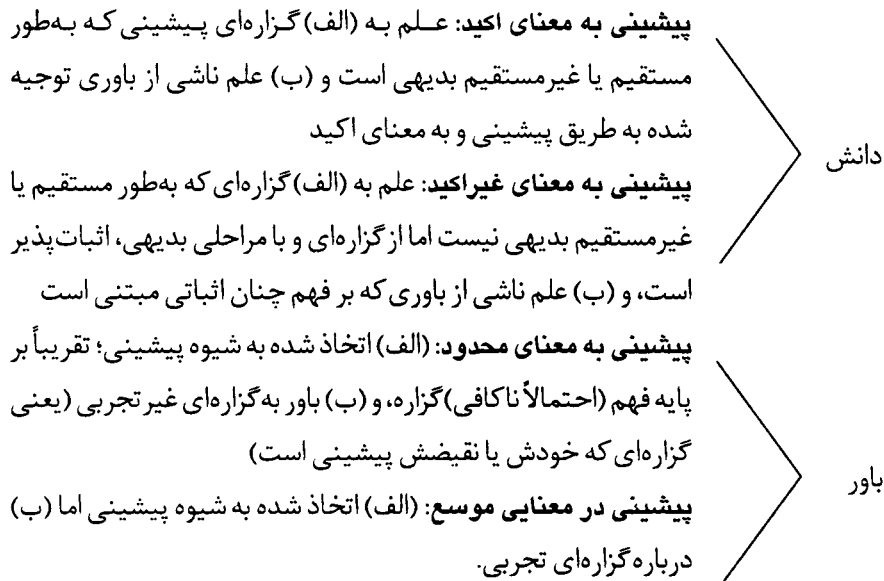 پیشینی به معنای اکید: علم به (الف) گزاره‌ای پیشینی که به‌طور
مستقیم یا غیرمستقیم بدیهی است و (ب) علم ناشی از باوری توجیه
شده به طریق پیشینی و به معنای اکید
دانش
پیشینی به معنای غیراکید: علم به (الف) گزاره‌ای که به‌طور مستقیم یا
غیرمستقیم بدیهی نیست اما از گزاره‌ای و با مراحلی بدیهی، اثبات‌پذیر
است، و (ب) علم ناشی از باوری که بر فهم چنان اثباتی مبتنی است
پیشینی به معنای محدود: (الف) اتخاذ شده به شیوه پیشینی؛ تقریباً بر
پایه فهم (احتمالاً ناکافی) گزاره، و (ب) باور به گزاره‌ای غیر تجربی (یعنی
گزاره‌ای که خودش یا نقیضش پیشینی است)
باور
پیشینی در معنایی موسع: (الف) اتخاذ شده به شیوه پیشینی اما (ب)
درباره گزاره‌ای تجربی.